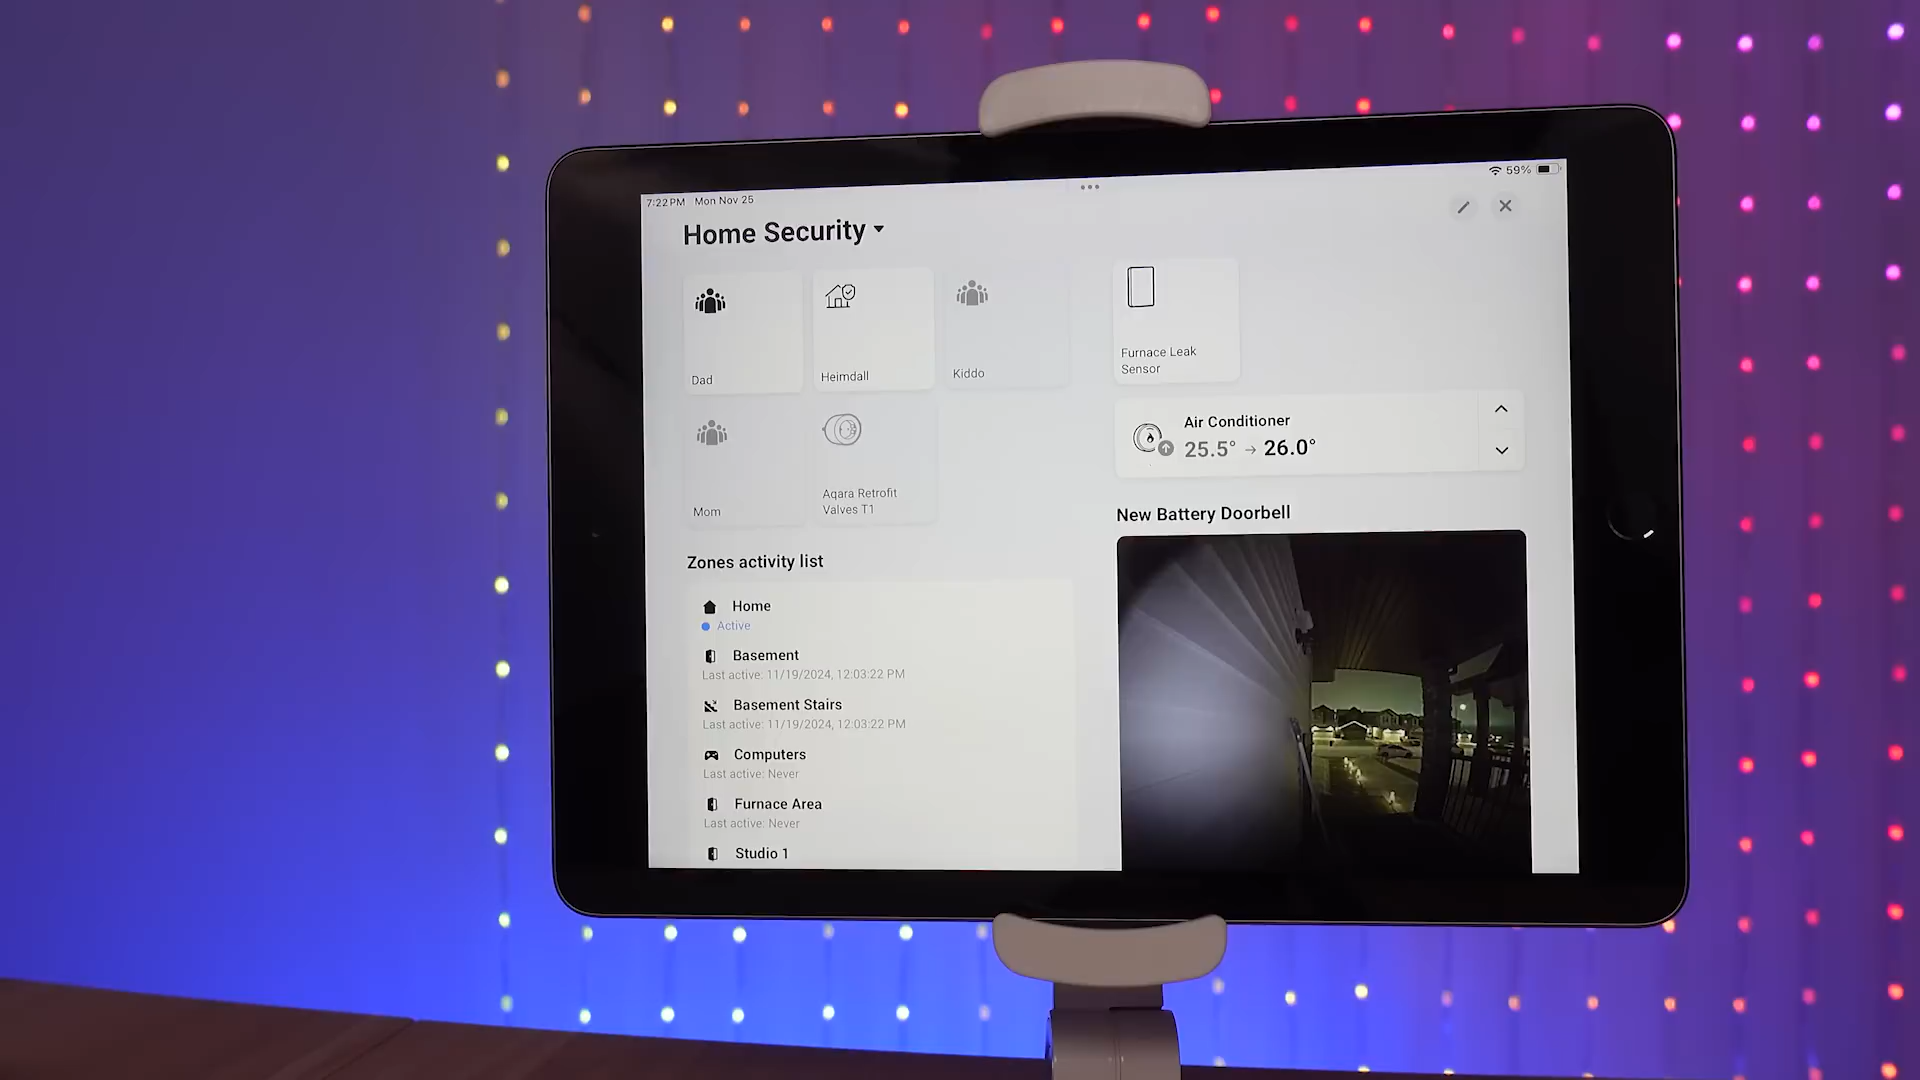 7:22 PM Mon Nov 25
59%
Home Security
Dad
Heimdall
Kiddo
Mom
Aqara Retrofit
Valves T1
Zones activity list
Home
Active
Basement
Last active: 11/19/2024, 12:03:22 PM
Basement Stairs
Last active: 11/19/2024, 12:03:22 PM
Computers
Last active: Never
Furnace Area
Last active: Never
Studio 1
Furnace Leak
Sensor
Air Conditioner
25.5° → 26.0°
New Battery Doorbell